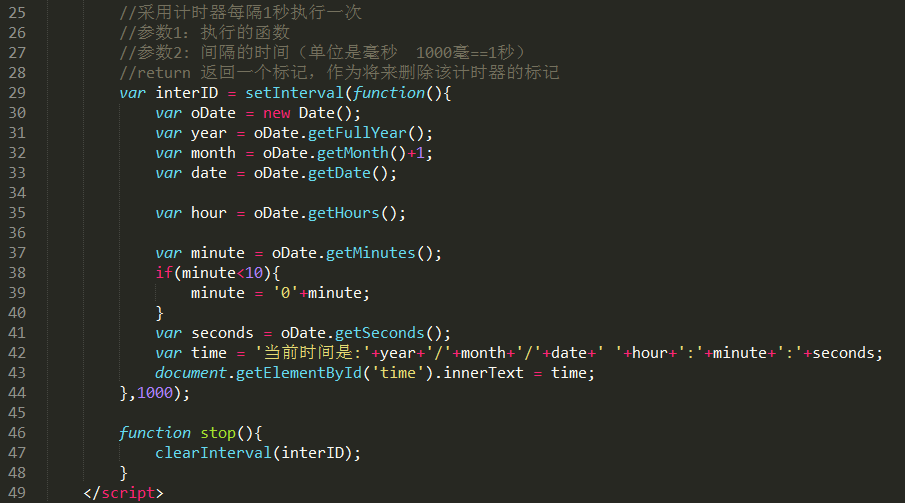 25 //采用计时器每隔1秒执行一次
26 //参数1：执行的函数
27 //参数2: 间隔的时间（单位是毫秒  1000毫==1秒）
28 //return 返回一个标记，作为将来删除该计时器的标记
29 var interID = setInterval(function(){
30 var oDate = new Date();
31 var year = oDate.getFullYear();
32 var month = oDate.getMonth()+1;
33 var date = oDate.getDate();
34
35 var hour = oDate.getHours();
36
37 var minute = oDate.getMinutes();
38 if(minute<10){
39 minute = '0'+minute;
40 }
41 var seconds = oDate.getSeconds();
42 var time = '当前时间是:'+year+'/'+month+'/'+date+' '+hour+':'+minute+':'+seconds;
43 document.getElementById('time').innerText = time;
44 },1000);
45
46 function stop(){
47 clearInterval(interID);
48 }
49 </script>